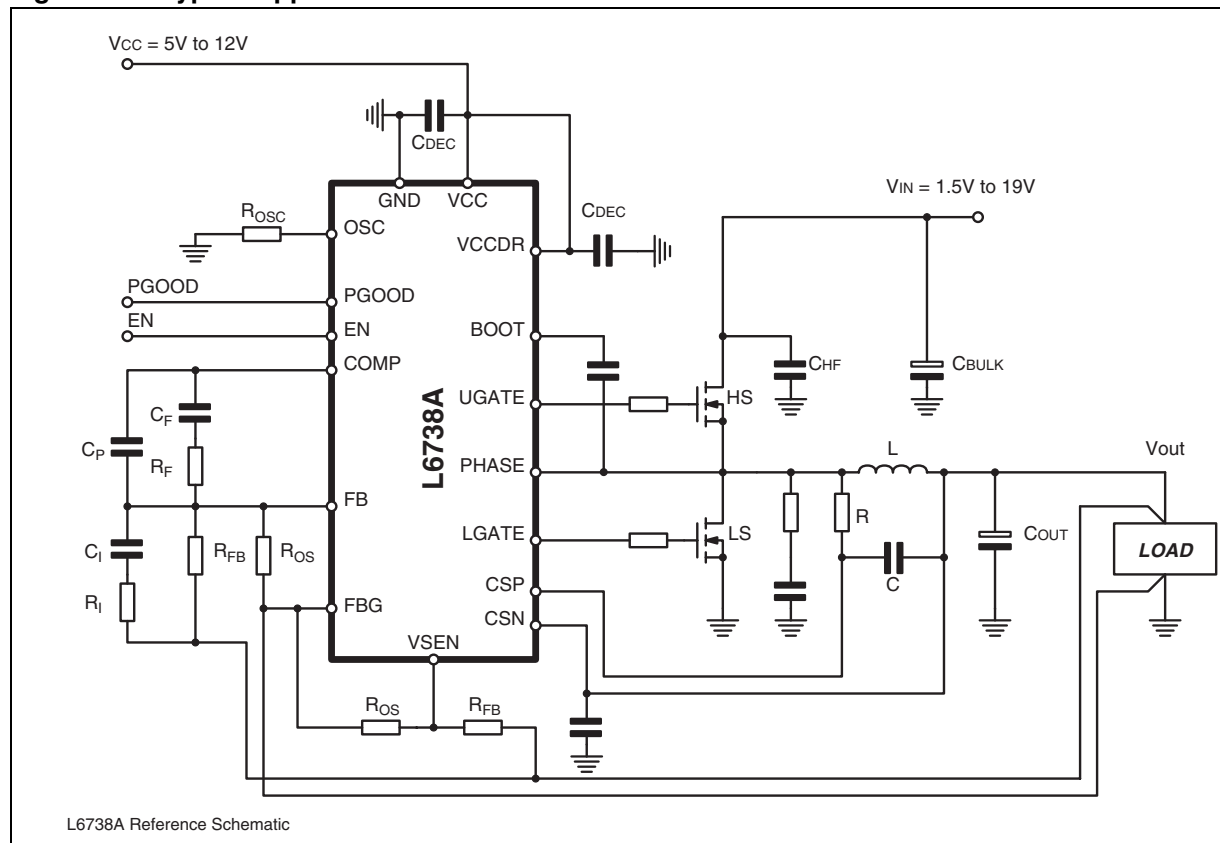 VCC = 5V to 12V
CDEC
GND
VCC
VIN = 1.5V to 19V
ROSC
OSC
CDEC
VCCDR
PGOOD
PGOOD
EN
EN
BOOT
COMP
CHF
CBULK
UGATE
HS
CF
CP
RF
L6738A
PHASE
L
Vout
FB
R
LGATE
LS
COUT
CI
RFB
ROS
LOAD
C
CSP
RI
FBG
CSN
VSEN
ROS
RFB
L6738A Reference Schematic